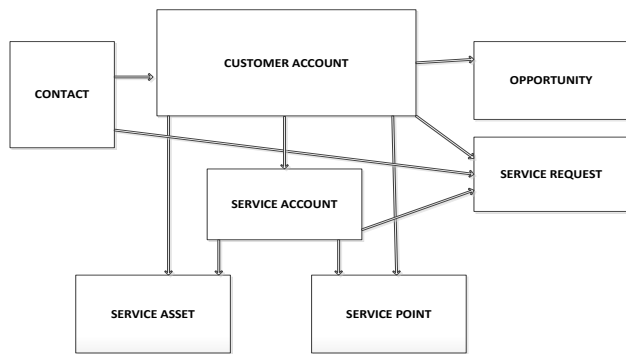 CUSTOMER ACCOUNT
CONTACT
OPPORTUNITY
SERVICE REQUEST
SERVICE ACCOUNT
SERVICE ASSET
SERVICE POINT